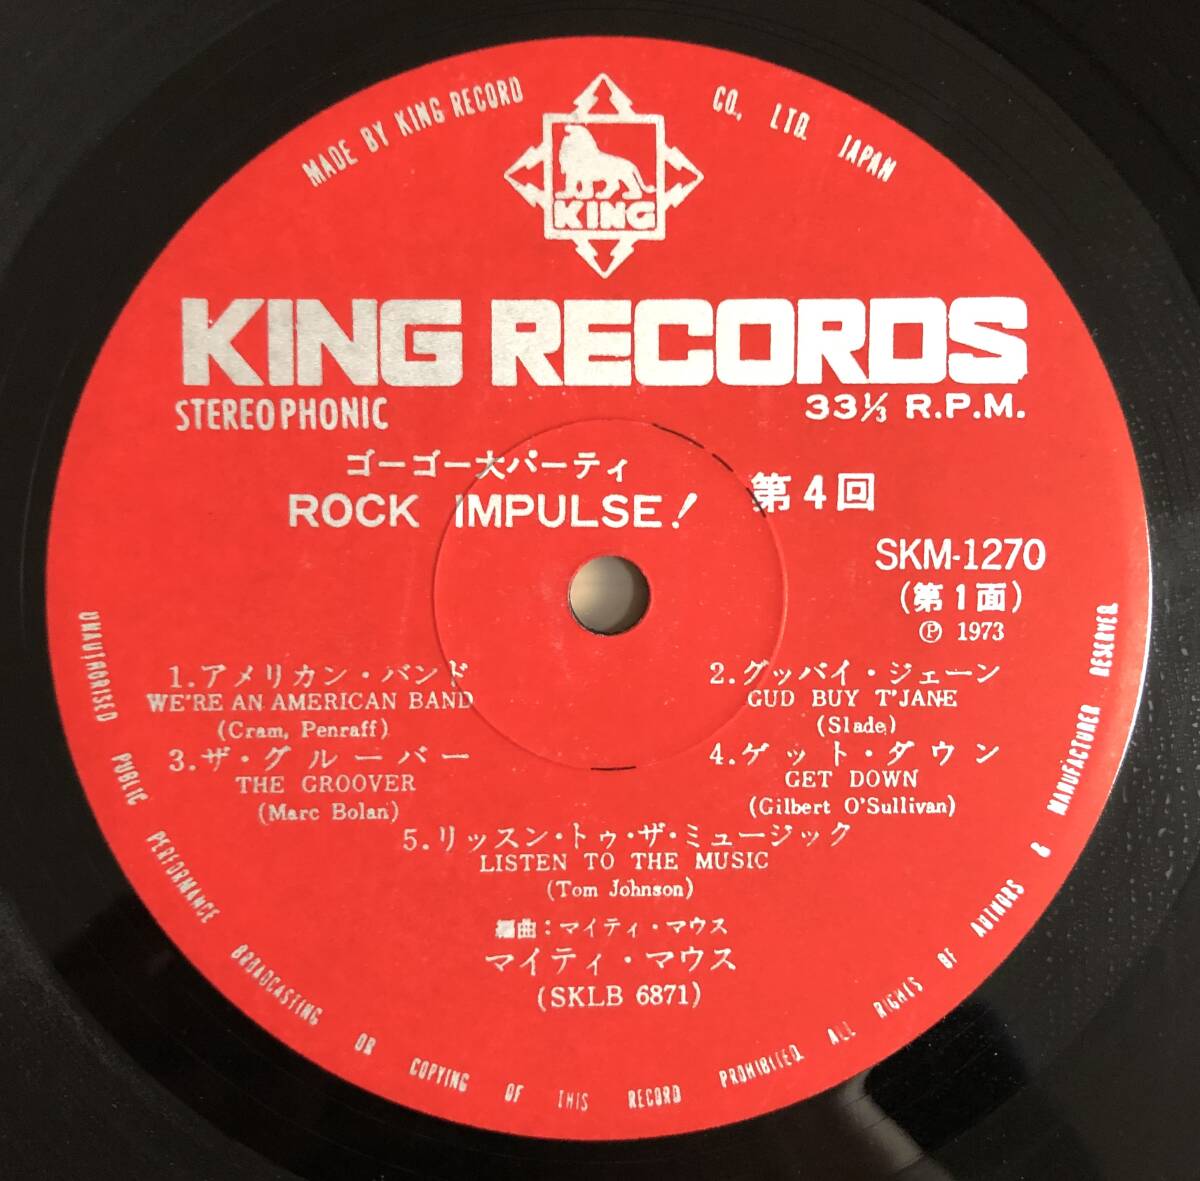 MADE BY KING RECORD CO., LTD. JAPAN
KING
KING RECORDS
STEREOPHONIC
33⅓ R.P.M.
ゴーゴー大パーティ
ROCK IMPULSE!
第4回
SKM-1270
(第1面)
Ⓟ 1973
1.アメリカン・バンド
WE'RE AN AMERICAN BAND
(Cram, Penraff)
2.グッバイ・ジェーン
GUD BUY T'JANE
(Slade)
3.ザ・グルーバー
THE GROOVER
(Marc Bolan)
4.ゲット・ダウン
GET DOWN
(Gilbert O'Sullivan)
5.リッスン・トゥ・ザ・ミュージック
LISTEN TO THE MUSIC
(Tom Johnson)
編曲:マイティ・マウス
マイティ・マウス
(SKLB 6871)
UNAUTHORISED PUBLIC PERFORMANCE BROADCASTING OR COPYING OF THIS RECORD PROHIBITED. ALL RIGHTS OF AUTHORS & MANUFACTURER RESERVED.